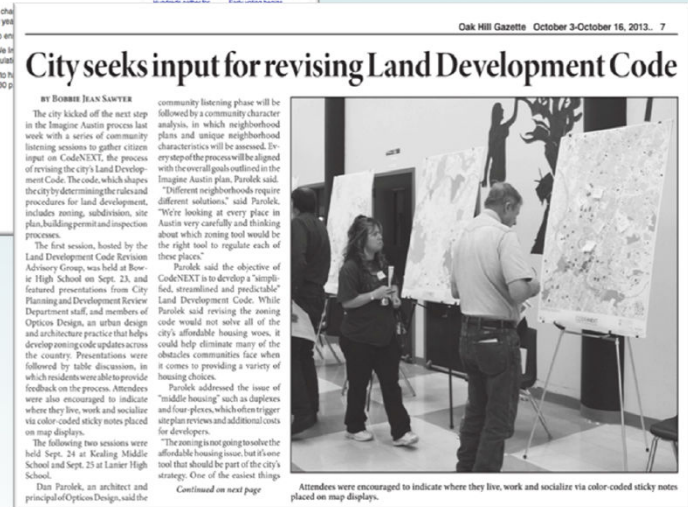 Oak Hill Gazette October 3-October 16, 2013.. 7
City seeks input for revising Land Development Code
BY BOBBIE JEAN SAWYER
The city kicked off the next step
in the Imagine Austin process last
week with a series of community
listening sessions to gather citizen
input on CodeNEXT, the process
of revising the city's Land Develop-
ment Code. The code, which shapes
the city by determining the rules and
procedures for land development,
includes zoning, subdivision, site
plan, building permit and inspection
processes.
The first session, hosted by the
Land Development Code Revision
Advisory Group, was held at Bow-
ie High School on Sept. 23, and
featured presentations from City
Planning and Development Review
Department staff, and members of
Opticos Design, an urban design
and architecture practice that helps
develop zoning code updates across
the country. Presentations were
followed by table discussion, in
which residents were able to provide
feedback on the process. Attendees
were also encouraged to indicate
where they live, work and socialize
via color-coded sticky notes placed
on map displays.
The following two sessions were
held Sept. 24 at Kealing Middle
School and Sept. 25 at Lanier High
School.
Dan Parolek, an architect and
principal of Opticos Design, said the
community listening phase will be
followed by a community character
analysis, in which neighborhood
plans and unique neighborhood
characteristics will be assessed. Ev-
ery step of the process will be aligned
with the overall goals outlined in the
Imagine Austin plan, Parolek said.
"Different neighborhoods require
different solutions," said Parolek.
"We're looking at every place in
Austin very carefully and thinking
about which zoning tool would be
the right tool to regulate each of
these places."
Parolek said the objective of
CodeNEXT is to develop a "simpli-
fied, streamlined and predictable"
Land Development Code. While
Parolek said revising the zoning
code would not solve all of the
city's affordable housing woes, it
could help eliminate many of the
obstacles communities face when
it comes to providing a variety of
housing choices.
Parolek addressed the issue of
"middle housing" such as duplexes
and four-plexes, which often trigger
site plan reviews and additional costs
for developers.
"The zoning is not going to solve the
affordable housing issue, but it's one
tool that should be part of the city's
strategy. One of the easiest things
Continued on next page
Attendees were encouraged to indicate where they live, work and socialize via color-coded sticky notes
placed on map displays.